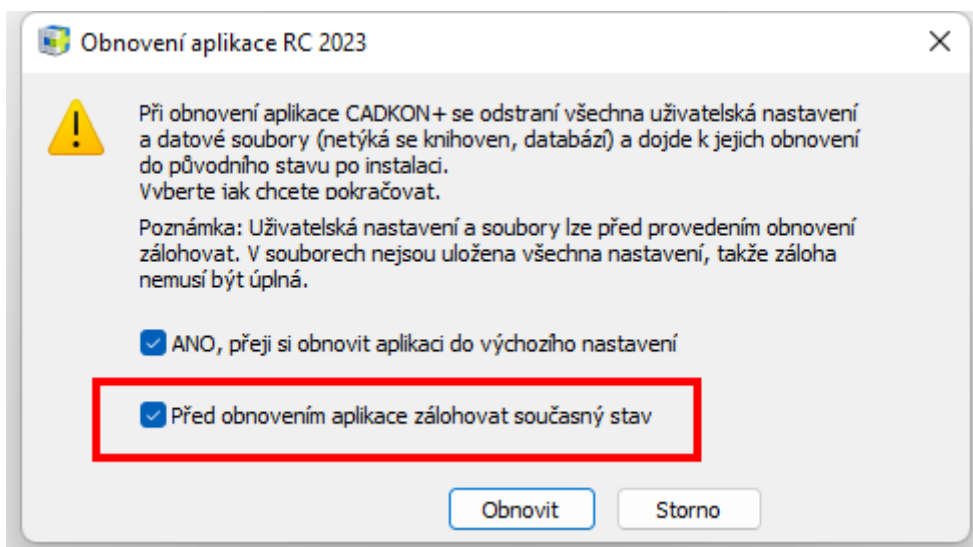 Obnovení aplikace RC 2023
Při obnovení aplikace CADKON+ se odstraní všechna uživatelská nastavení
a datové soubory (netýká se knihoven, databází) a dojde k jejich obnovení
do původního stavu po instalaci.
Vyberte jak chcete pokračovat.
Poznámka: Uživatelská nastavení a soubory lze před provedením obnovení
zálohovat. V souborech nejsou uložena všechna nastavení, takže záloha
nemusí být úplná.
ANO, přeji si obnovit aplikaci do výchozího nastavení
Před obnovením aplikace zálohovat současný stav
Obnovit
Storno